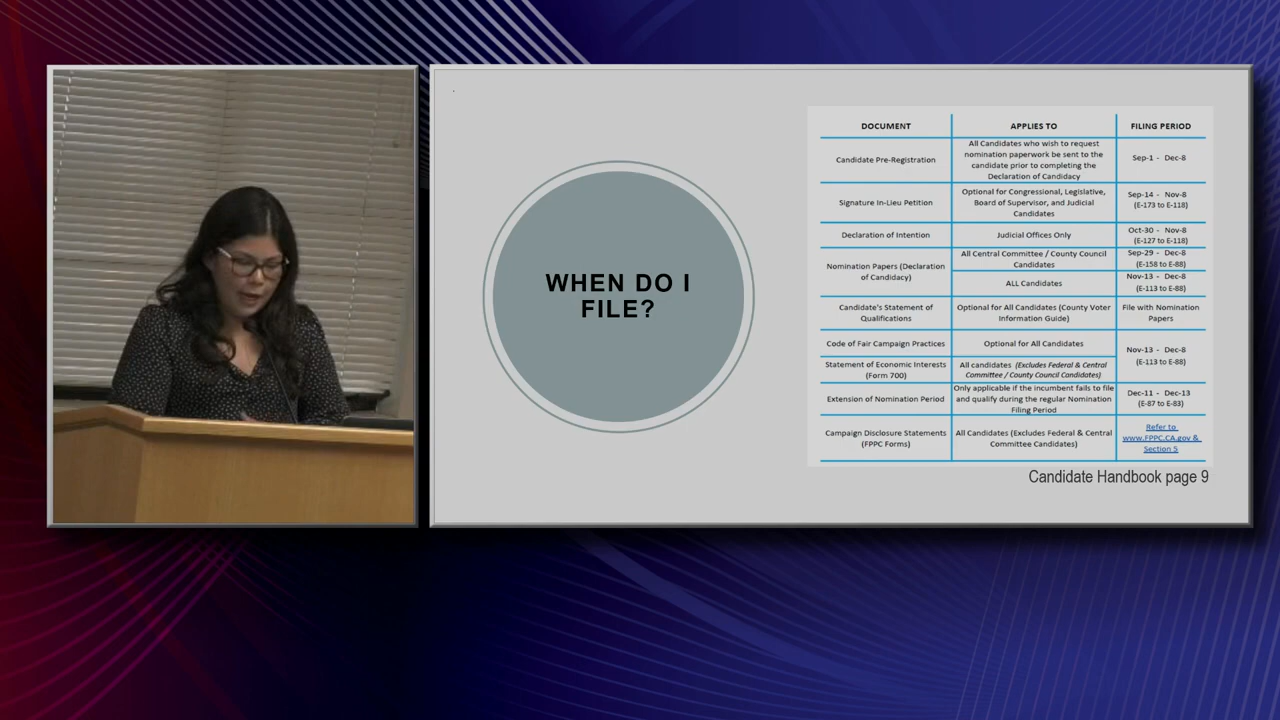 WHEN DO I
FILE?
DOCUMENT APPLIES TO FILING PERIOD
Candidate Pre-Registration
All Candidates who wish to request
nomination paperwork be sent to the
candidate prior to completing the
Declaration of Candidacy
Sep-1 - Dec-8
Signature In-Lieu Petition
Optional for Congressional, Legislative,
Board of Supervisor, and Judicial
Candidates
Sep-14 - Nov-8
(E-173 to E-118)
Declaration of Intention
Judicial Offices Only
Oct-30 - Nov-8
(E-127 to E-118)
Nomination Papers (Declaration
of Candidacy)
All Central Committee / County Council
Candidates
Sep-29 - Dec-8
(E-158 to E-88)
ALL Candidates
Nov-13 - Dec-8
(E-113 to E-88)
Candidate's Statement of
Qualifications
Optional for All Candidates (County Voter
Information Guide)
File with Nomination
Papers
Code of Fair Campaign Practices
Optional for All Candidates
Nov-13 - Dec-8
(E-113 to E-88)
Statement of Economic Interests
(Form 700)
All candidates (Excludes Federal & Central
Committee / County Council Candidates)
Extension of Nomination Period
Only applicable if the incumbent fails to file
and qualify during the regular Nomination
Filing Period
Dec-11 - Dec-13
(E-87 to E-83)
Campaign Disclosure Statements
(FPPC Forms)
All Candidates (Excludes Federal & Central
Committee Candidates)
Refer to
www.FPPC.CA.gov &
Section 5
Candidate Handbook page 9